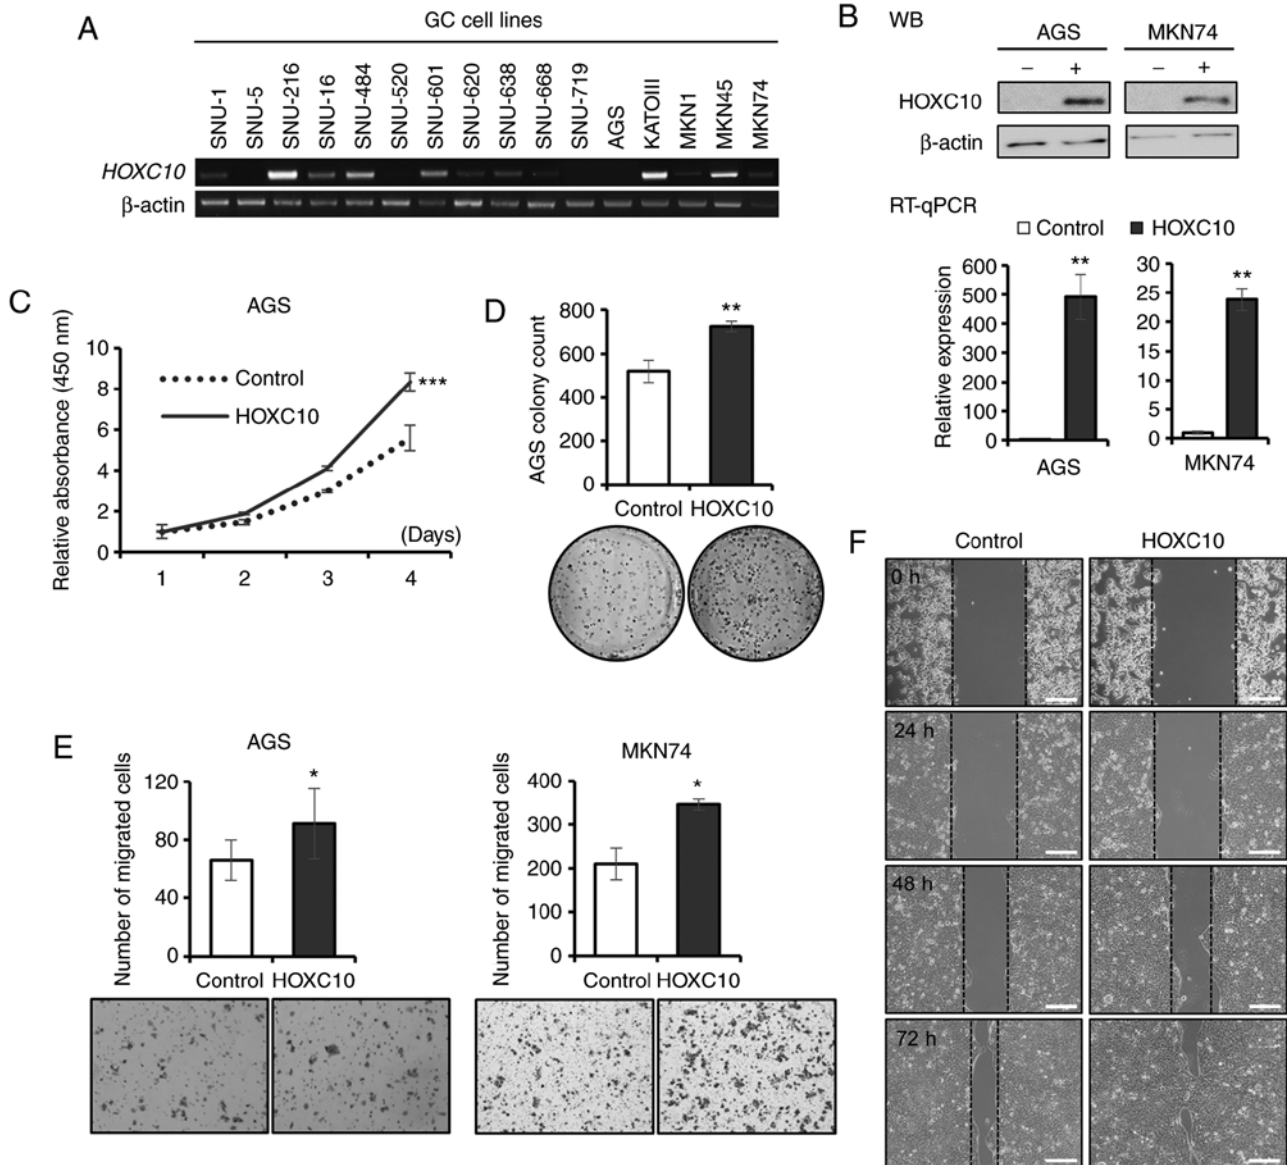 A
GC cell lines
SNU-1
SNU-5
SNU-216
SNU-16
SNU-484
SNU-520
SNU-601
SNU-620
SNU-638
SNU-668
SNU-719
AGS
KATOIII
MKN1
MKN45
MKN74
HOXC10
β-actin
B
WB
AGS
MKN74
− + − +
HOXC10
β-actin
RT-qPCR
Control
HOXC10
Relative expression
600
500
400
300
200
100
0
**
AGS
30
25
20
15
10
5
0
**
MKN74
C
AGS
Relative absorbance (450 nm)
10
8
6
4
2
0
Control
HOXC10
***
(Days)
1 2 3 4
D
AGS colony count
800
600
400
200
0
**
Control HOXC10
E
AGS
Number of migrated cells
120
80
40
0
*
Control HOXC10
MKN74
Number of migrated cells
400
300
200
100
0
*
Control HOXC10
F
Control
HOXC10
0 h
24 h
48 h
72 h